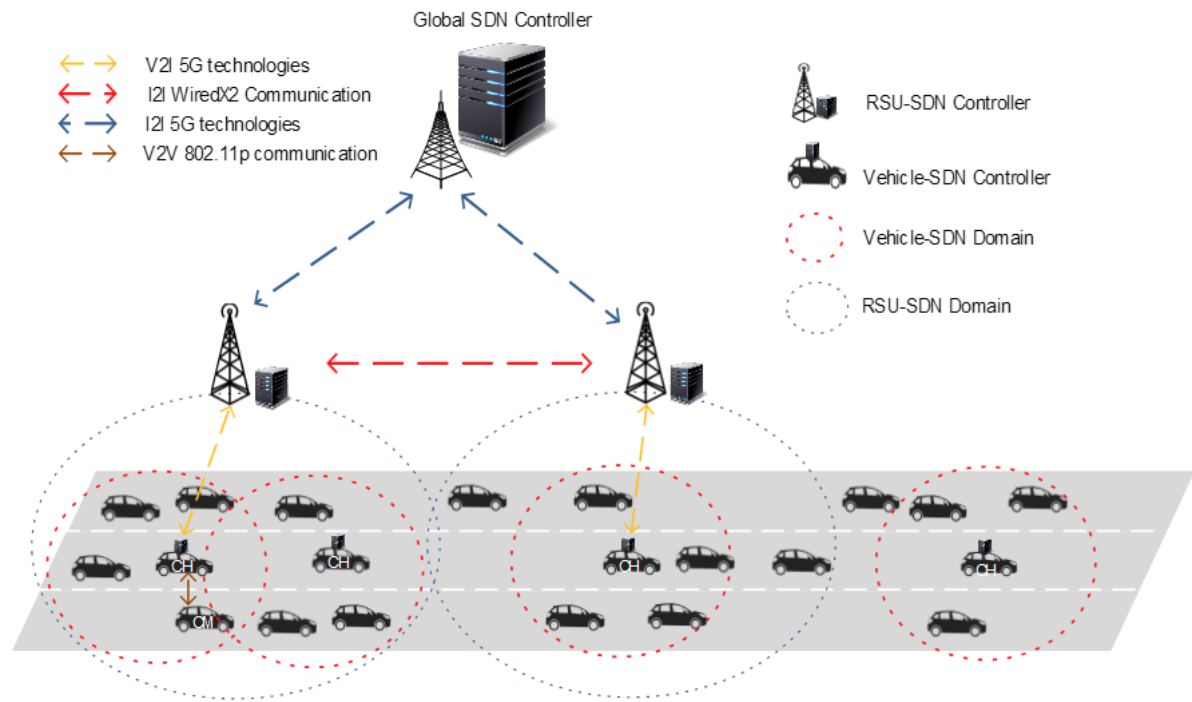 Global SDN Controller
V2I 5G technologies
I2I WiredX2 Communication
I2I 5G technologies
V2V 802.11p communication
RSU-SDN Controller
Vehicle-SDN Controller
Vehicle-SDN Domain
RSU-SDN Domain
CH
CH
CH
CH
CM